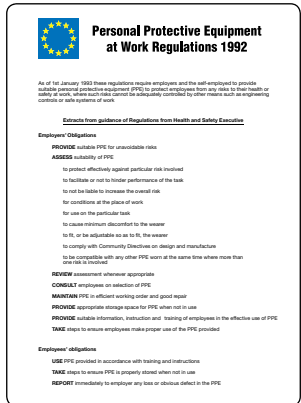 Personal Protective Equipment
at Work Regulations 1992
As of 1st January 1993 these regulations require employers and the self-employed to provide
suitable personal protective equipment (PPE) to protect employees from any risks to their health or
safety at work, where such risks cannot be adequately controlled by other means such as engineering
controls or safe systems of work
Extracts from guidance of Regulations from Health and Safety Executive
Employers' Obligations
PROVIDE suitable PPE for unavoidable risks
ASSESS suitability of PPE
to protect effectively against particular risk involved
to facilitate or not to hinder performance of the task
to not be liable to increase the overall risk
for conditions at the place of work
for use on the particular task
to cause minimum discomfort to the wearer
to fit, or be adjustable so as to fit, the wearer
to comply with Community Directives on design and manufacture
to be compatible with any other PPE worn at the same time where more than
one risk is involved
REVIEW assessment whenever appropriate
CONSULT employees on selection of PPE
MAINTAIN PPE in efficient working order and good repair
PROVIDE appropriate storage space for PPE when not in use
PROVIDE suitable information, instruction and training of employees in the effective use of PPE
TAKE steps to ensure employees make proper use of the PPE provided
Employees' obligations
USE PPE provided in accordance with training and instructions
TAKE steps to ensure PPE is properly stored when not in use
REPORT immediately to employer any loss or obvious defect in the PPE